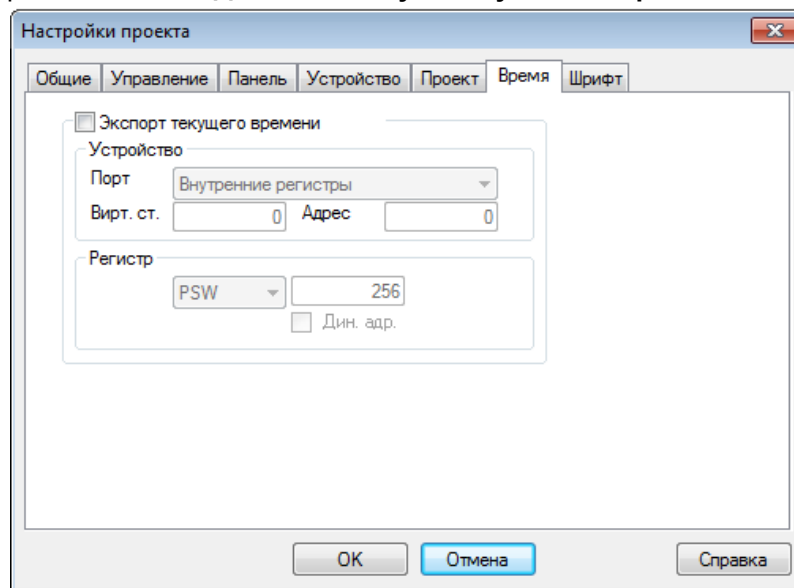 Настройки проекта
Общие Управление Панель Устройство Проект Время Шрифт
Экспорт текущего времени
Устройство
Порт Внутренние регистры
Вирт. ст. 0 Адрес 0
Регистр
PSW 256
Дин. адр.
OK Отмена Справка